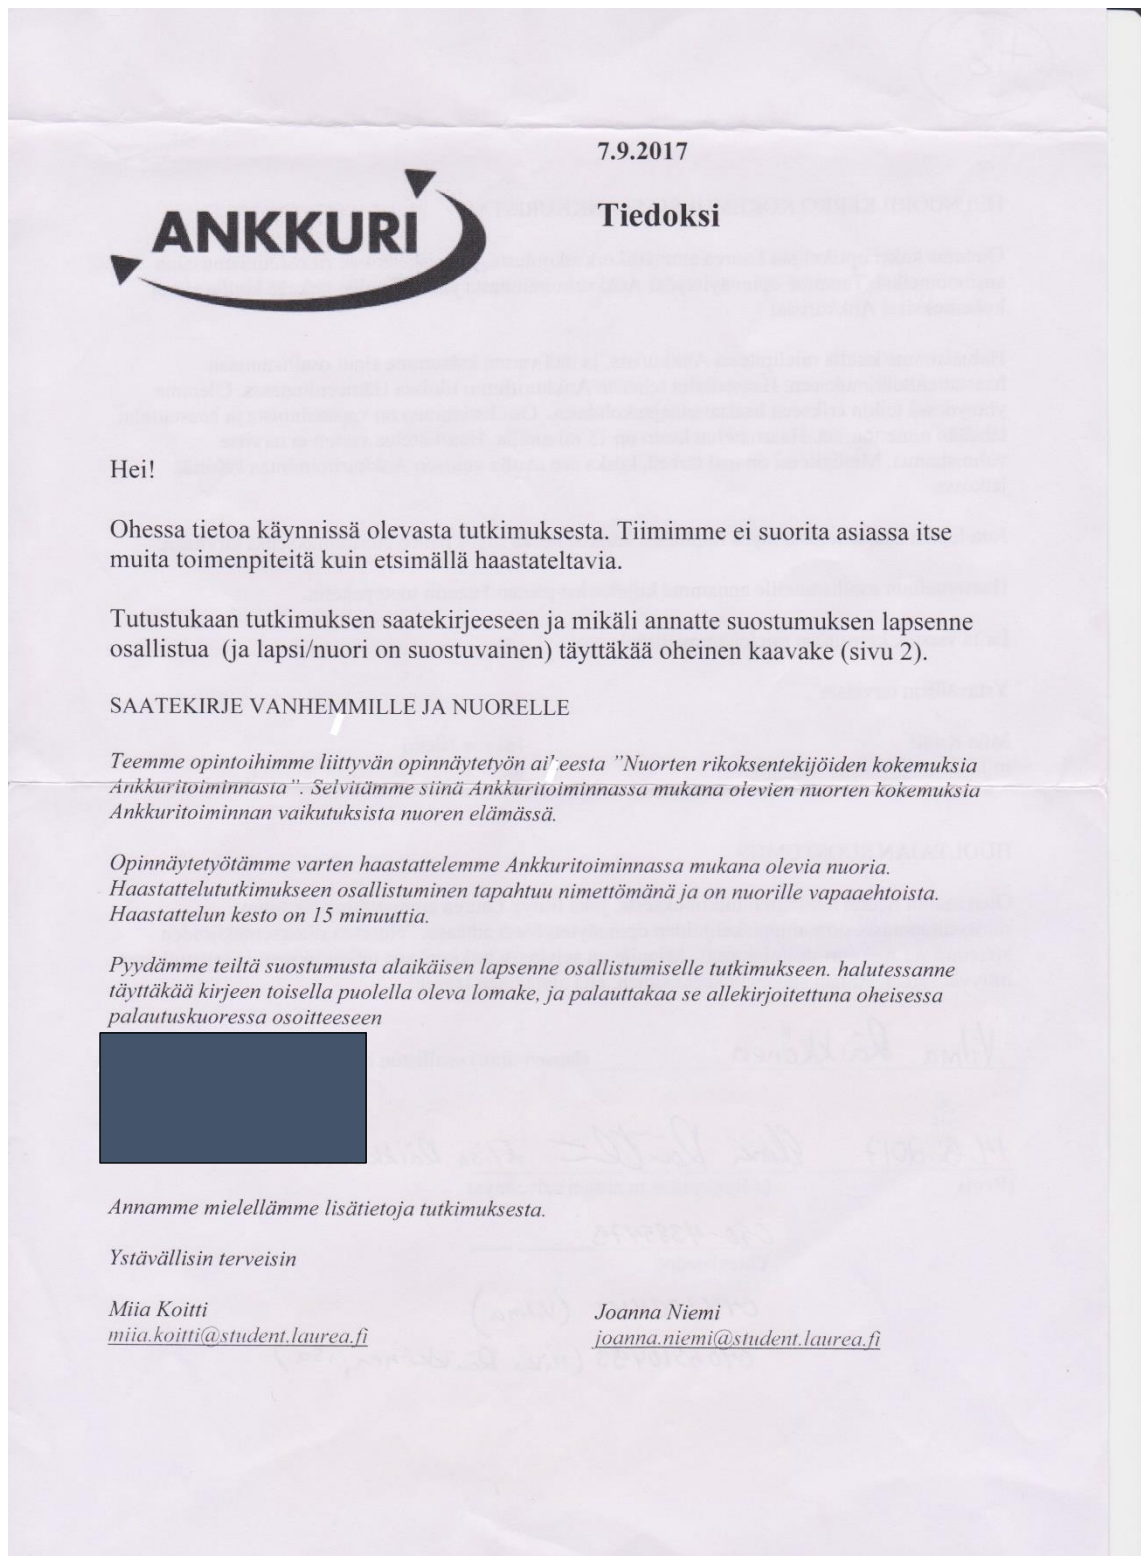 7.9.2017
ANKKURI
Tiedoksi
Hei!
Ohessa tietoa käynnissä olevasta tutkimuksesta. Tiimimme ei suorita asiassa itse
muita toimenpiteitä kuin etsimällä haastateltavia.
Tutustukaan tutkimuksen saatekirjeeseen ja mikäli annatte suostumuksen lapsenne
osallistua (ja lapsi/nuori on suostuvainen) täyttäkää oheinen kaavake (sivu 2).
SAATEKIRJE VANHEMMILLE JA NUORELLE
Teemme opintoihimme liittyvän opinnäytetyön aiheesta ”Nuorten rikoksentekijöiden kokemuksia
Ankkuritoiminnasta”. Selvitämme siinä Ankkuritoiminnassa mukana olevien nuorten kokemuksia
Ankkuritoiminnan vaikutuksista nuoren elämässä.
Opinnäytetyötämme varten haastattelemme Ankkuritoiminnassa mukana olevia nuoria.
Haastattelututkimukseen osallistuminen tapahtuu nimettömänä ja on nuorille vapaaehtoista.
Haastattelun kesto on 15 minuuttia.
Pyydämme teiltä suostumusta alaikäisen lapsenne osallistumiselle tutkimukseen. halutessanne
täyttäkää kirjeen toisella puolella oleva lomake, ja palauttakaa se allekirjoitettuna oheisessa
palautuskuoressa osoitteeseen
Annamme mielellämme lisätietoja tutkimuksesta.
Ystävällisin terveisin
Miia Koitti
Joanna Niemi
miia.koitti@student.laurea.fi
joanna.niemi@student.laurea.fi